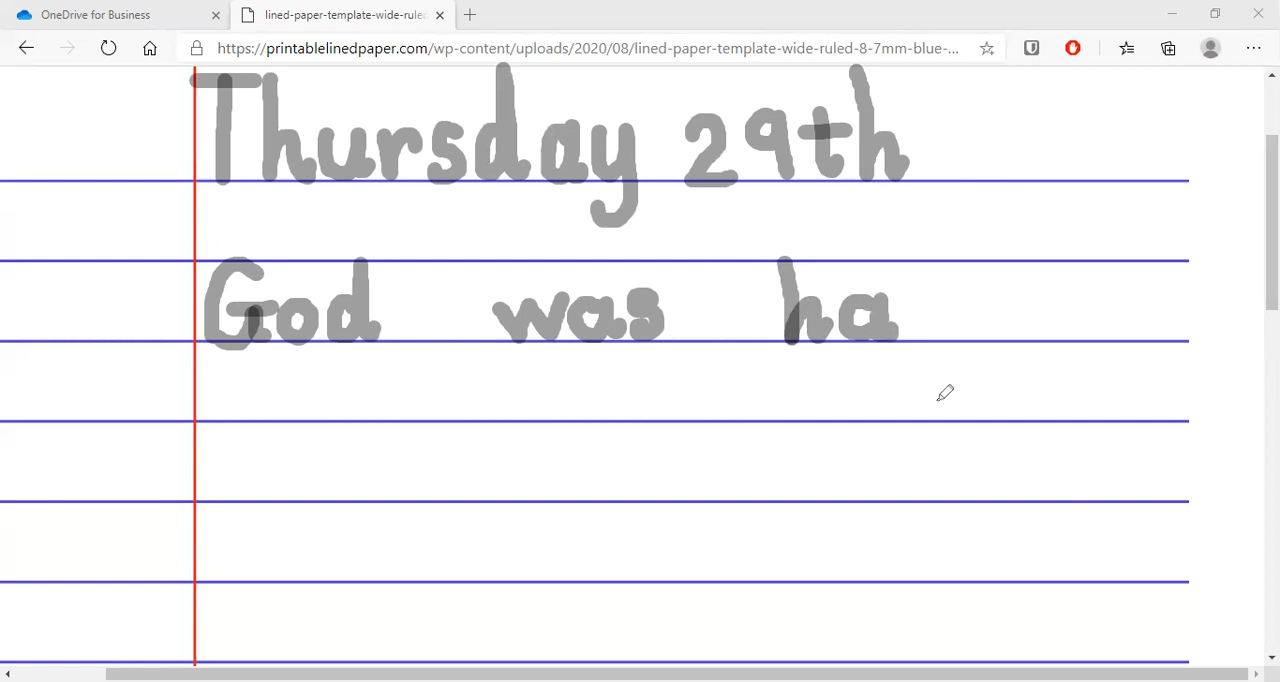 OneDrive for Business
lined-paper-template-wide-ruled
https://printablelinedpaper.com/wp-content/uploads/2020/08/lined-paper-template-wide-ruled-8-7mm-blue-...
Thursday 29th
God was ha